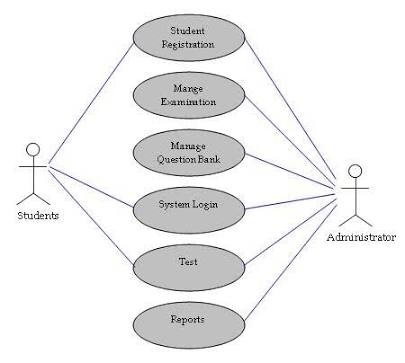 Student
Registration
Mange
Examination
Manage
Question Bank
System Login
Students
Administrator
Test
Reports